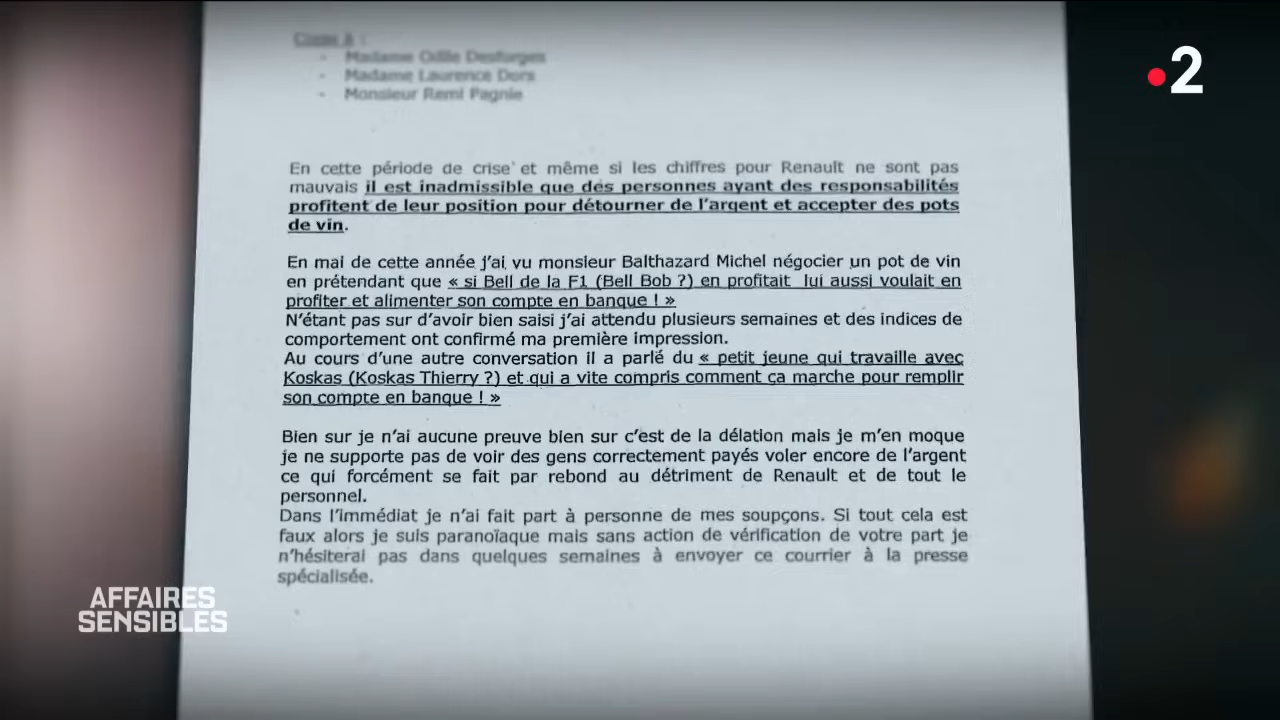 Copie à :
- Madame Odile Desforges
- Madame Laurence Dors
- Monsieur Remi Pagnie
2
En cette période de crise et même si les chiffres pour Renault ne sont pas
mauvais il est inadmissible que des personnes ayant des responsabilités
profitent de leur position pour détourner de l'argent et accepter des pots
de vin.
En mai de cette année j'ai vu monsieur Balthazard Michel négocier un pot de vin
en prétendant que « si Bell de la F1 (Bell Bob ?) en profitait lui aussi voulait en
profiter et alimenter son compte en banque ! »
N'étant pas sur d'avoir bien saisi j'ai attendu plusieurs semaines et des indices de
comportement ont confirmé ma première impression.
Au cours d'une autre conversation il a parlé du « petit jeune qui travaille avec
Koskas (Koskas Thierry ?) et qui a vite compris comment ça marche pour remplir
son compte en banque ! »
Bien sur je n'ai aucune preuve bien sur c'est de la délation mais je m'en moque
je ne supporte pas de voir des gens correctement payés voler encore de l'argent
ce qui forcément se fait par rebond au détriment de Renault et de tout le
personnel.
Dans l'immédiat je n'ai fait part à personne de mes soupçons. Si tout cela est
faux alors je suis paranoïaque mais sans action de vérification de votre part je
n'hésiterai pas dans quelques semaines à envoyer ce courrier à la presse
spécialisée.
AFFAIRES
SENSIBLES